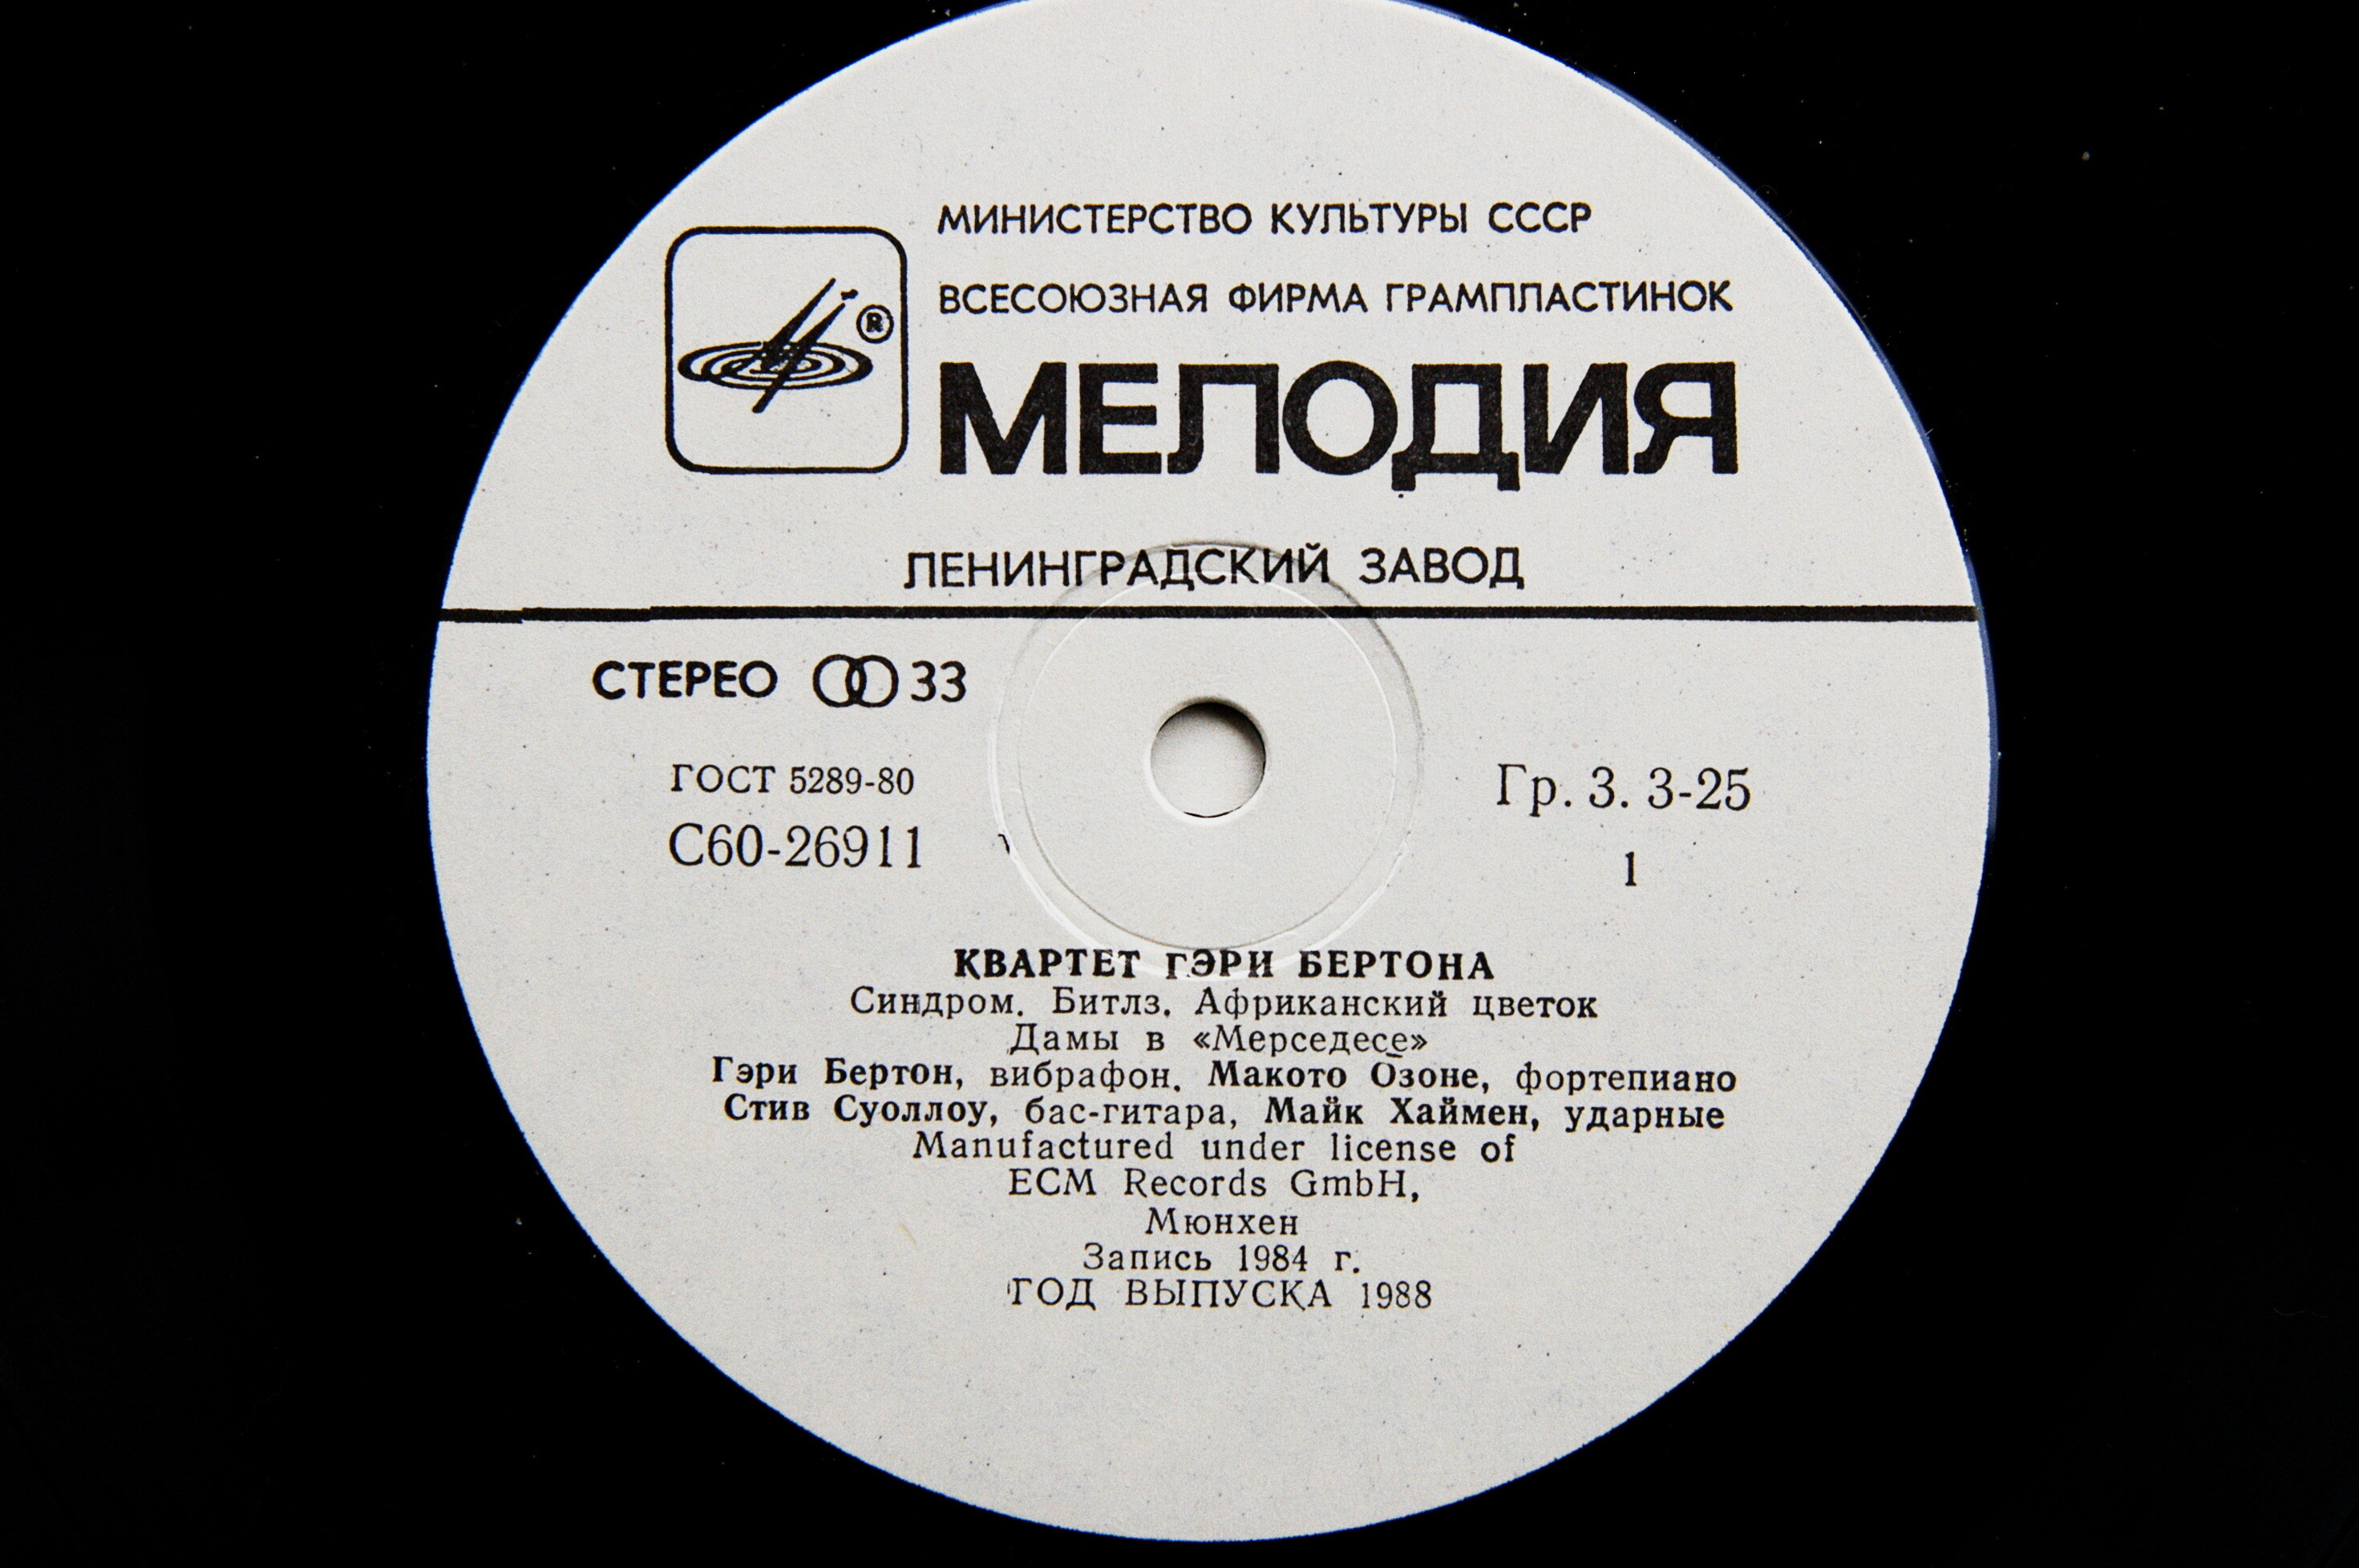 МИНИСТЕРСТВО КУЛЬТУРЫ СССР
ВСЕСОЮЗНАЯ ФИРМА ГРАМПЛАСТИНОК
®
МЕЛОДИЯ
ЛЕНИНГРАДСКИЙ ЗАВОД
СТЕРЕО 33
ГОСТ 5289-80
Гр. 3. 3-25
С60-26911
1
КВАРТЕТ ГЭРИ БЕРТОНА
Синдром. Битлз. Африканский цветок
Дамы в «Мерседесе»
Гэри Бертон, вибрафон. Макото Озоне, фортепиано
Стив Суоллоу, бас-гитара, Майк Хаймен, ударные
Manufactured under license of
ECM Records GmbH,
Мюнхен
Запись 1984 г.
ГОД ВЫПУСКА 1988